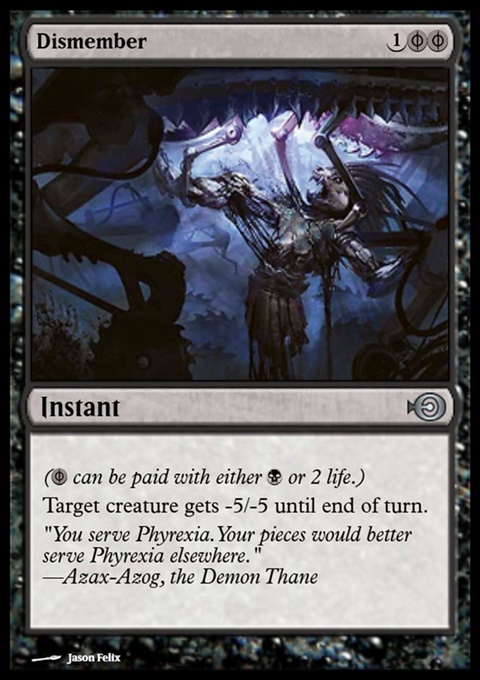 Dismember 1ΦΦ
Instant
(Φ can be paid with either 💀 or 2 life.)
Target creature gets -5/-5 until end of turn.
"You serve Phyrexia. Your pieces would better
serve Phyrexia elsewhere."
—Azax-Azog, the Demon Thane
Jason Felix